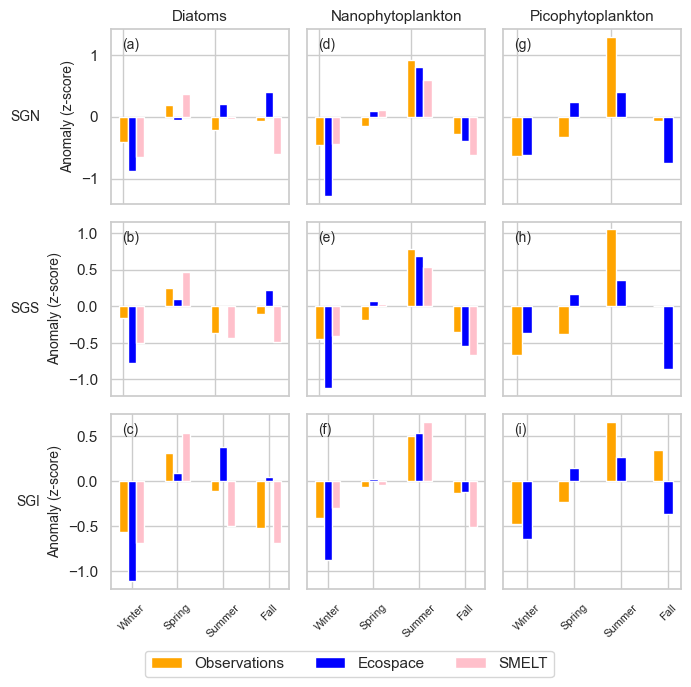 Diatoms Nanophytoplankton Picophytoplankton
SGN
Anomaly (z-score)
1
0
−1
(a)
(d)
(g)
SGS
Anomaly (z-score)
1.0
0.5
0.0
−0.5
−1.0
(b)
(e)
(h)
SGI
Anomaly (z-score)
0.5
0.0
−0.5
−1.0
(c)
(f)
(i)
Winter Spring Summer Fall Winter Spring Summer Fall Winter Spring Summer Fall
Observations Ecospace SMELT